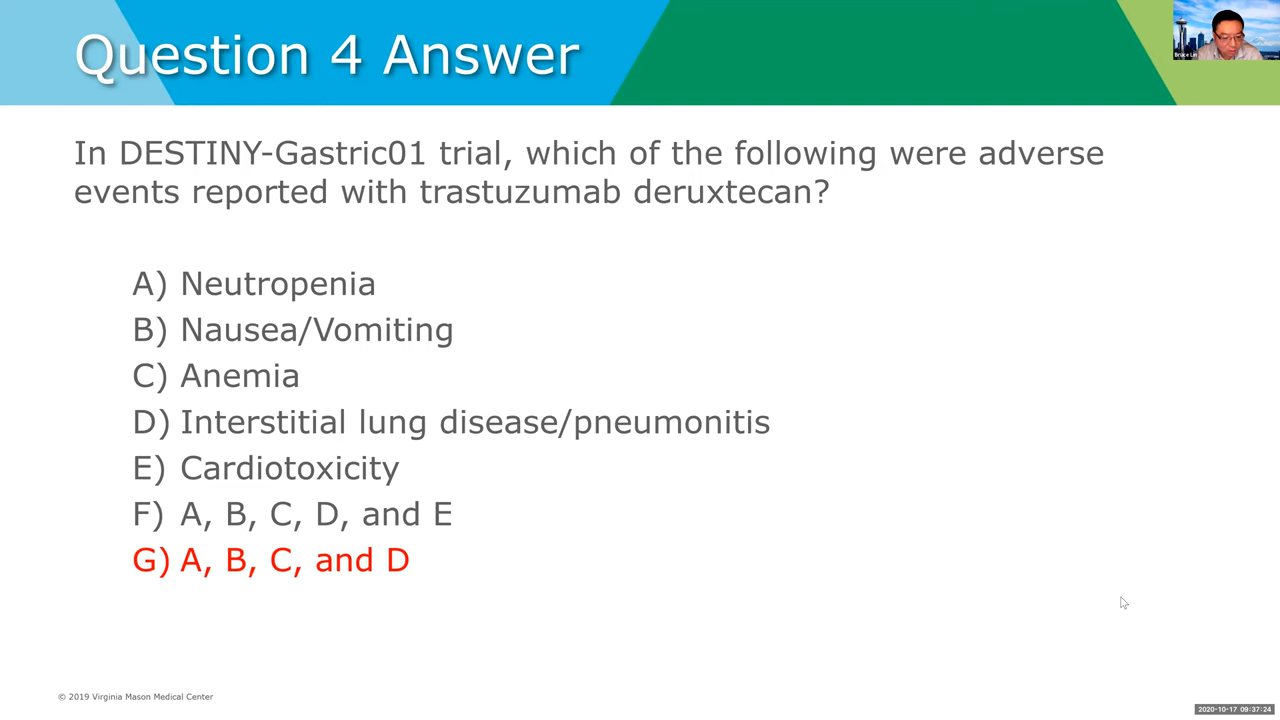 Question 4 Answer
Bruce Lin
In DESTINY-Gastric01 trial, which of the following were adverse
events reported with trastuzumab deruxtecan?
A) Neutropenia
B) Nausea/Vomiting
C) Anemia
D) Interstitial lung disease/pneumonitis
E) Cardiotoxicity
F) A, B, C, D, and E
G) A, B, C, and D
© 2019 Virginia Mason Medical Center
2020-10-17 09:37:24